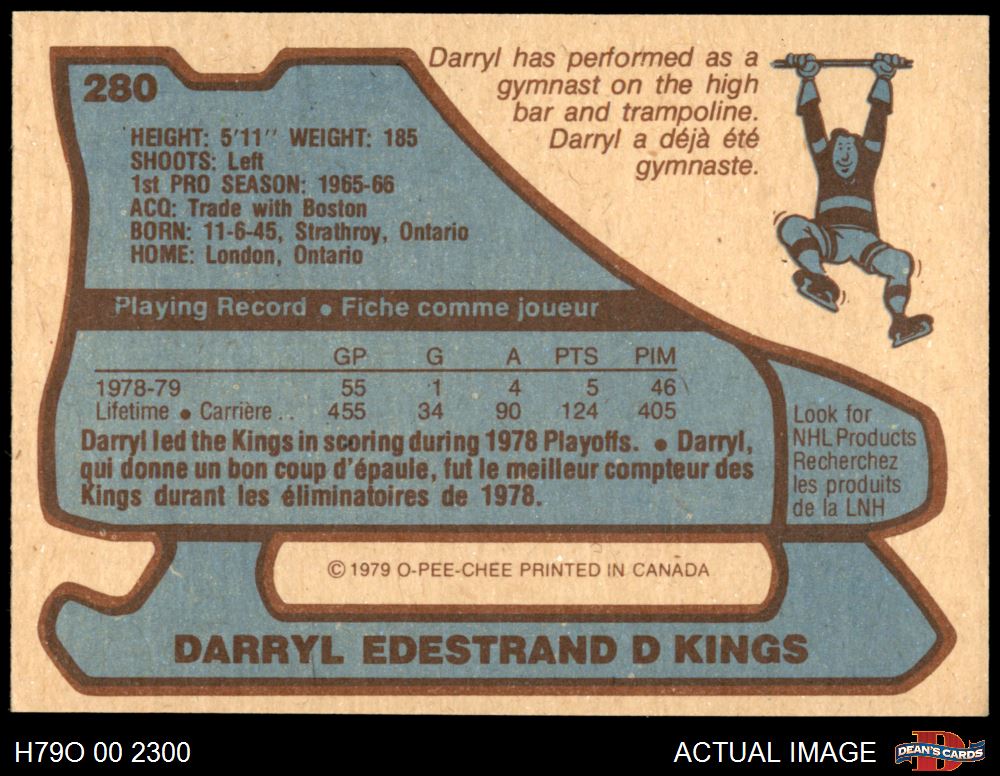 280
Darryl has performed as a
gymnast on the high
bar and trampoline.
Darryl a déjà été
gymnaste.
HEIGHT: 5'11'' WEIGHT: 185
SHOOTS: Left
1st PRO SEASON: 1965-66
ACQ: Trade with Boston
BORN: 11-6-45, Strathroy, Ontario
HOME: London, Ontario
Playing Record • Fiche comme joueur
GP G A PTS PIM
1978-79 55 1 4 5 46
Lifetime • Carrière . . 455 34 90 124 405
Darryl led the Kings in scoring during 1978 Playoffs. • Darryl,
qui donne un bon coup d'épaule, fut le meilleur compteur des
Kings durant les éliminatoires de 1978.
Look for
NHL Products
Recherchez
les produits
de la LNH
© 1979 O-PEE-CHEE PRINTED IN CANADA
DARRYL EDESTRAND D KINGS
H79O 00 2300
ACTUAL IMAGE
D
DEAN'S CARDS